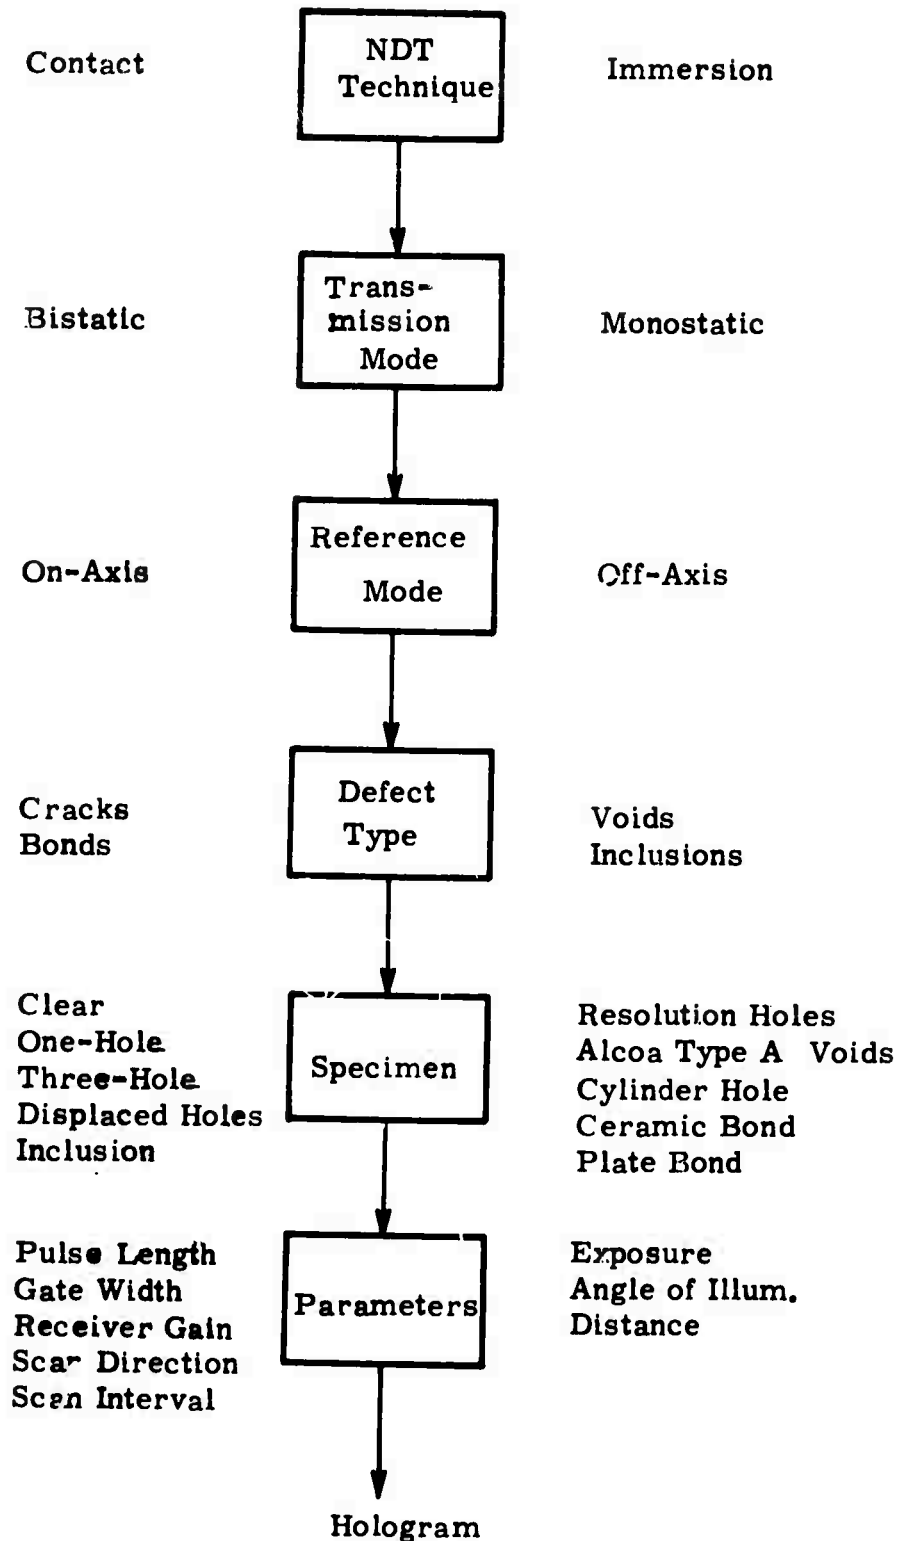 Contact
NDT
Technique
Immersion
Bistatic
Trans-
mission
Mode
Monostatic
On-Axis
Reference
Mode
Off-Axis
Cracks
Bonds
Defect
Type
Voids
Inclusions
Clear
One-Hole
Three-Hole
Displaced Holes
Inclusion
Specimen
Resolution Holes
Alcoa Type A Voids
Cylinder Hole
Ceramic Bond
Plate Bond
Pulse Length
Gate Width
Receiver Gain
Scan Direction
Scan Interval
Parameters
Exposure
Angle of Illum.
Distance
Hologram